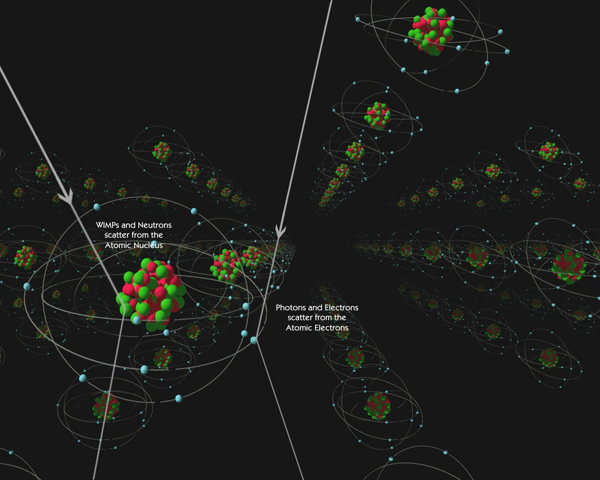 WIMPs and Neutrons
scatter from the
Atomic Nucleus
Photons and Electrons
scatter from the
Atomic Electrons